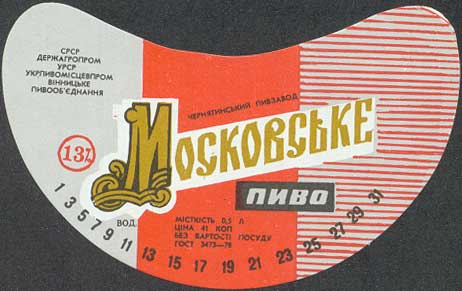 СРСР
ДЕРЖАГРОПРОМ
УРСР
УКРПИВОМІСЦЕВПРОМ
ВІННИЦЬКЕ
ПИВООБ'ЄДНАННЯ
ЧЕРНЯТИНСЬКИЙ ПИВЗАВОД
13%
МОСКОВСЬКЕ
ПИВО
ВОД.
МІСТКІСТЬ 0,5 Л
ЦІНА 41 КОП
БЕЗ ВАРТОСТІ ПОСУДУ
ГОСТ 3473—78
1 3 5 7 9 11 13 15 17 19 21 23 25 27 29 31